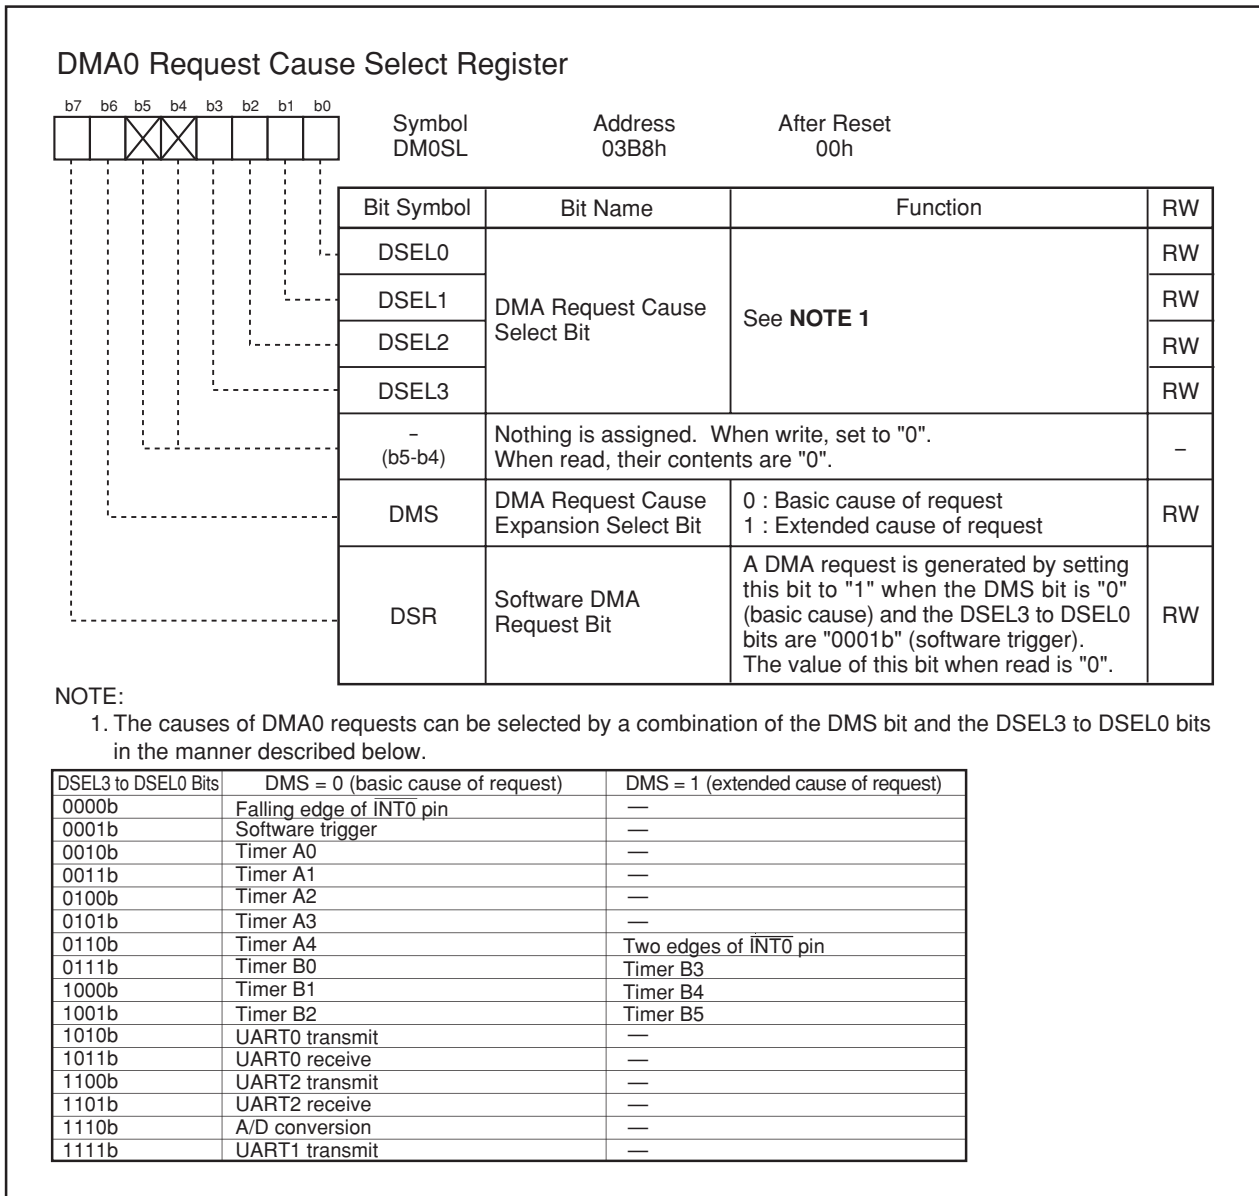 DMA0 Request Cause Select Register
b7 b6 b5 b4 b3 b2 b1 b0
Symbol Address After Reset
DM0SL 03B8h 00h
Bit Symbol Bit Name Function RW
DSEL0 RW
DSEL1 RW
DMA Request Cause
Select Bit
See NOTE 1
DSEL2 RW
DSEL3 RW
–
(b5-b4)
Nothing is assigned. When write, set to "0".
When read, their contents are "0".
–
DMS
DMA Request Cause
Expansion Select Bit
0 : Basic cause of request
1 : Extended cause of request
RW
DSR
Software DMA
Request Bit
A DMA request is generated by setting
this bit to "1" when the DMS bit is "0"
(basic cause) and the DSEL3 to DSEL0
bits are "0001b" (software trigger).
The value of this bit when read is "0".
RW
NOTE:
1. The causes of DMA0 requests can be selected by a combination of the DMS bit and the DSEL3 to DSEL0 bits
in the manner described below.
DSEL3 to DSEL0 Bits DMS = 0 (basic cause of request) DMS = 1 (extended cause of request)
0000b Falling edge of INT0 pin —
0001b Software trigger —
0010b Timer A0 —
0011b Timer A1 —
0100b Timer A2 —
0101b Timer A3 —
0110b Timer A4 Two edges of INT0 pin
0111b Timer B0 Timer B3
1000b Timer B1 Timer B4
1001b Timer B2 Timer B5
1010b UART0 transmit —
1011b UART0 receive —
1100b UART2 transmit —
1101b UART2 receive —
1110b A/D conversion —
1111b UART1 transmit —